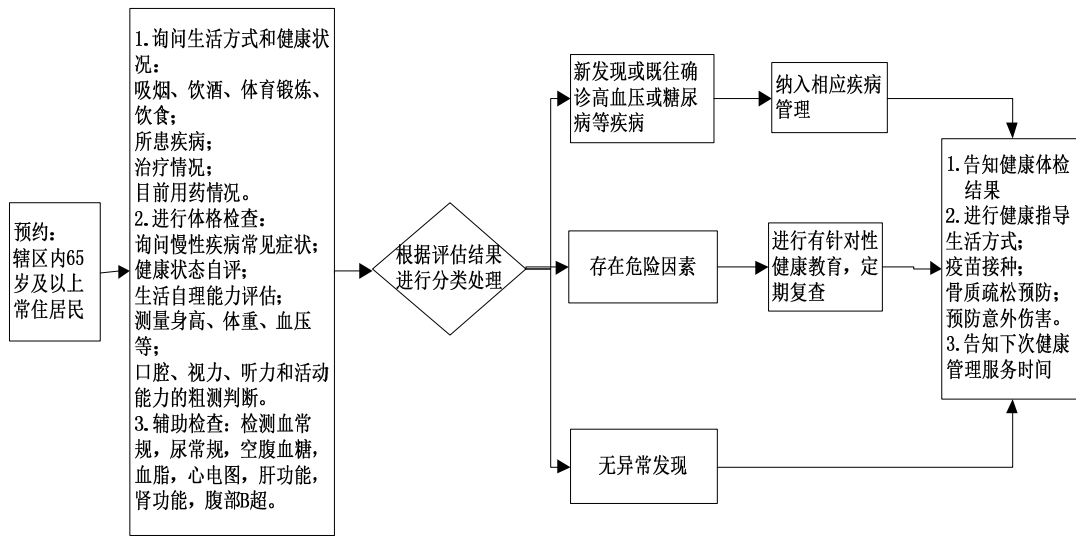 预约：
辖区内65
岁及以上
常住居民
1.询问生活方式和健康状
况：
吸烟、饮酒、体育锻炼、
饮食；
所患疾病；
治疗情况；
目前用药情况。
2.进行体格检查：
询问慢性疾病常见症状；
健康状态自评；
生活自理能力评估；
测量身高、体重、血压
等；
口腔、视力、听力和活动
能力的粗测判断。
3.辅助检查：检测血常
规，尿常规，空腹血糖，
血脂，心电图，肝功能，
肾功能，腹部B超。
根据评估结果
进行分类处理
新发现或既往确
诊高血压或糖尿
病等疾病
纳入相应疾病
管理
存在危险因素
进行有针对性
健康教育，定
期复查
无异常发现
1.告知健康体检
结果
2.进行健康指导
生活方式；
疫苗接种；
骨质疏松预防；
预防意外伤害。
3.告知下次健康
管理服务时间